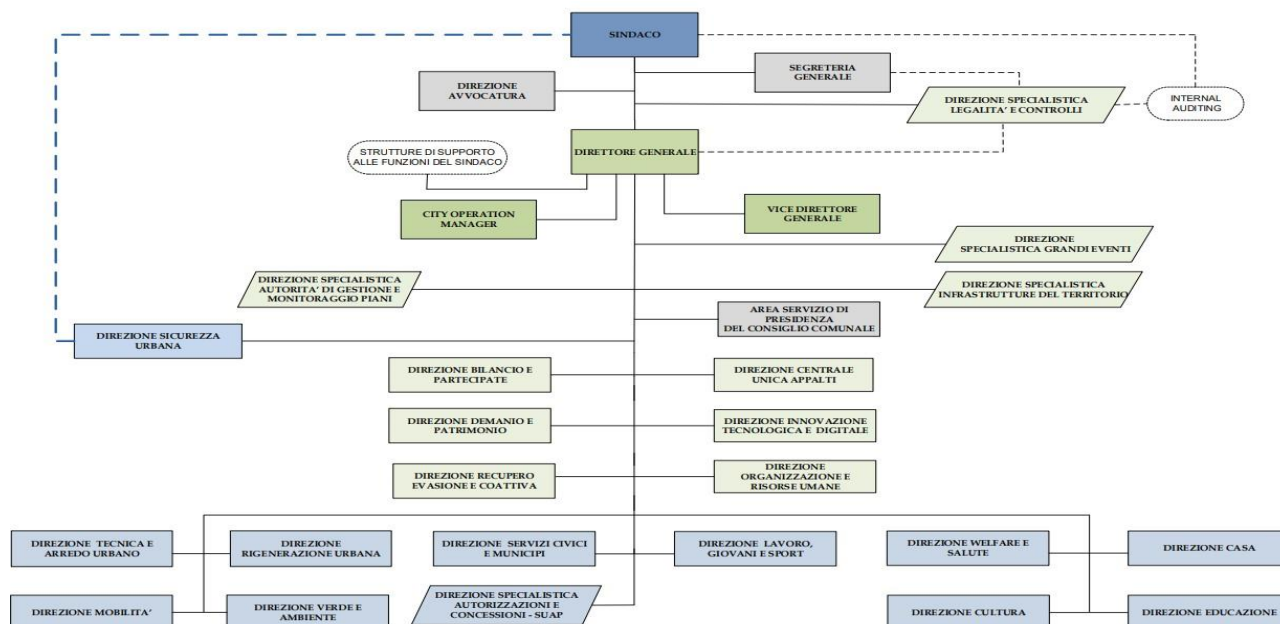 SINDACO
SEGRETERIA
GENERALE
DIREZIONE
AVVOCATURA
DIREZIONE SPECIALISTICA
LEGALITA' E CONTROLLI
INTERNAL
AUDITING
STRUTTURE DI SUPPORTO
ALLE FUNZIONI DEL SINDACO
DIRETTORE GENERALE
CITY OPERATION
MANAGER
VICE DIRETTORE
GENERALE
DIREZIONE
SPECIALISTICA GRANDI EVENTI
DIREZIONE SPECIALISTICA
AUTORITA' DI GESTIONE E
MONITORAGGIO PIANI
DIREZIONE SPECIALISTICA
INFRASTRUTTURE DEL TERRITORIO
AREA SERVIZIO DI
PRESIDENZA
DEL CONSIGLIO COMUNALE
DIREZIONE SICUREZZA
URBANA
DIREZIONE BILANCIO E
PARTECIPATE
DIREZIONE CENTRALE
UNICA APPALTI
DIREZIONE DEMANIO E
PATRIMONIO
DIREZIONE INNOVAZIONE
TECNOLOGICA E DIGITALE
DIREZIONE RECUPERO
EVASIONE E COATTIVA
DIREZIONE
ORGANIZZAZIONE E
RISORSE UMANE
DIREZIONE TECNICA E
ARREDO URBANO
DIREZIONE
RIGENERAZIONE URBANA
DIREZIONE SERVIZI CIVICI
E MUNICIPI
DIREZIONE LAVORO,
GIOVANI E SPORT
DIREZIONE WELFARE E
SALUTE
DIREZIONE CASA
DIREZIONE MOBILITA'
DIREZIONE VERDE E
AMBIENTE
DIREZIONE SPECIALISTICA
AUTORIZZAZIONI E
CONCESSIONI - SUAP
DIREZIONE CULTURA
DIREZIONE EDUCAZIONE